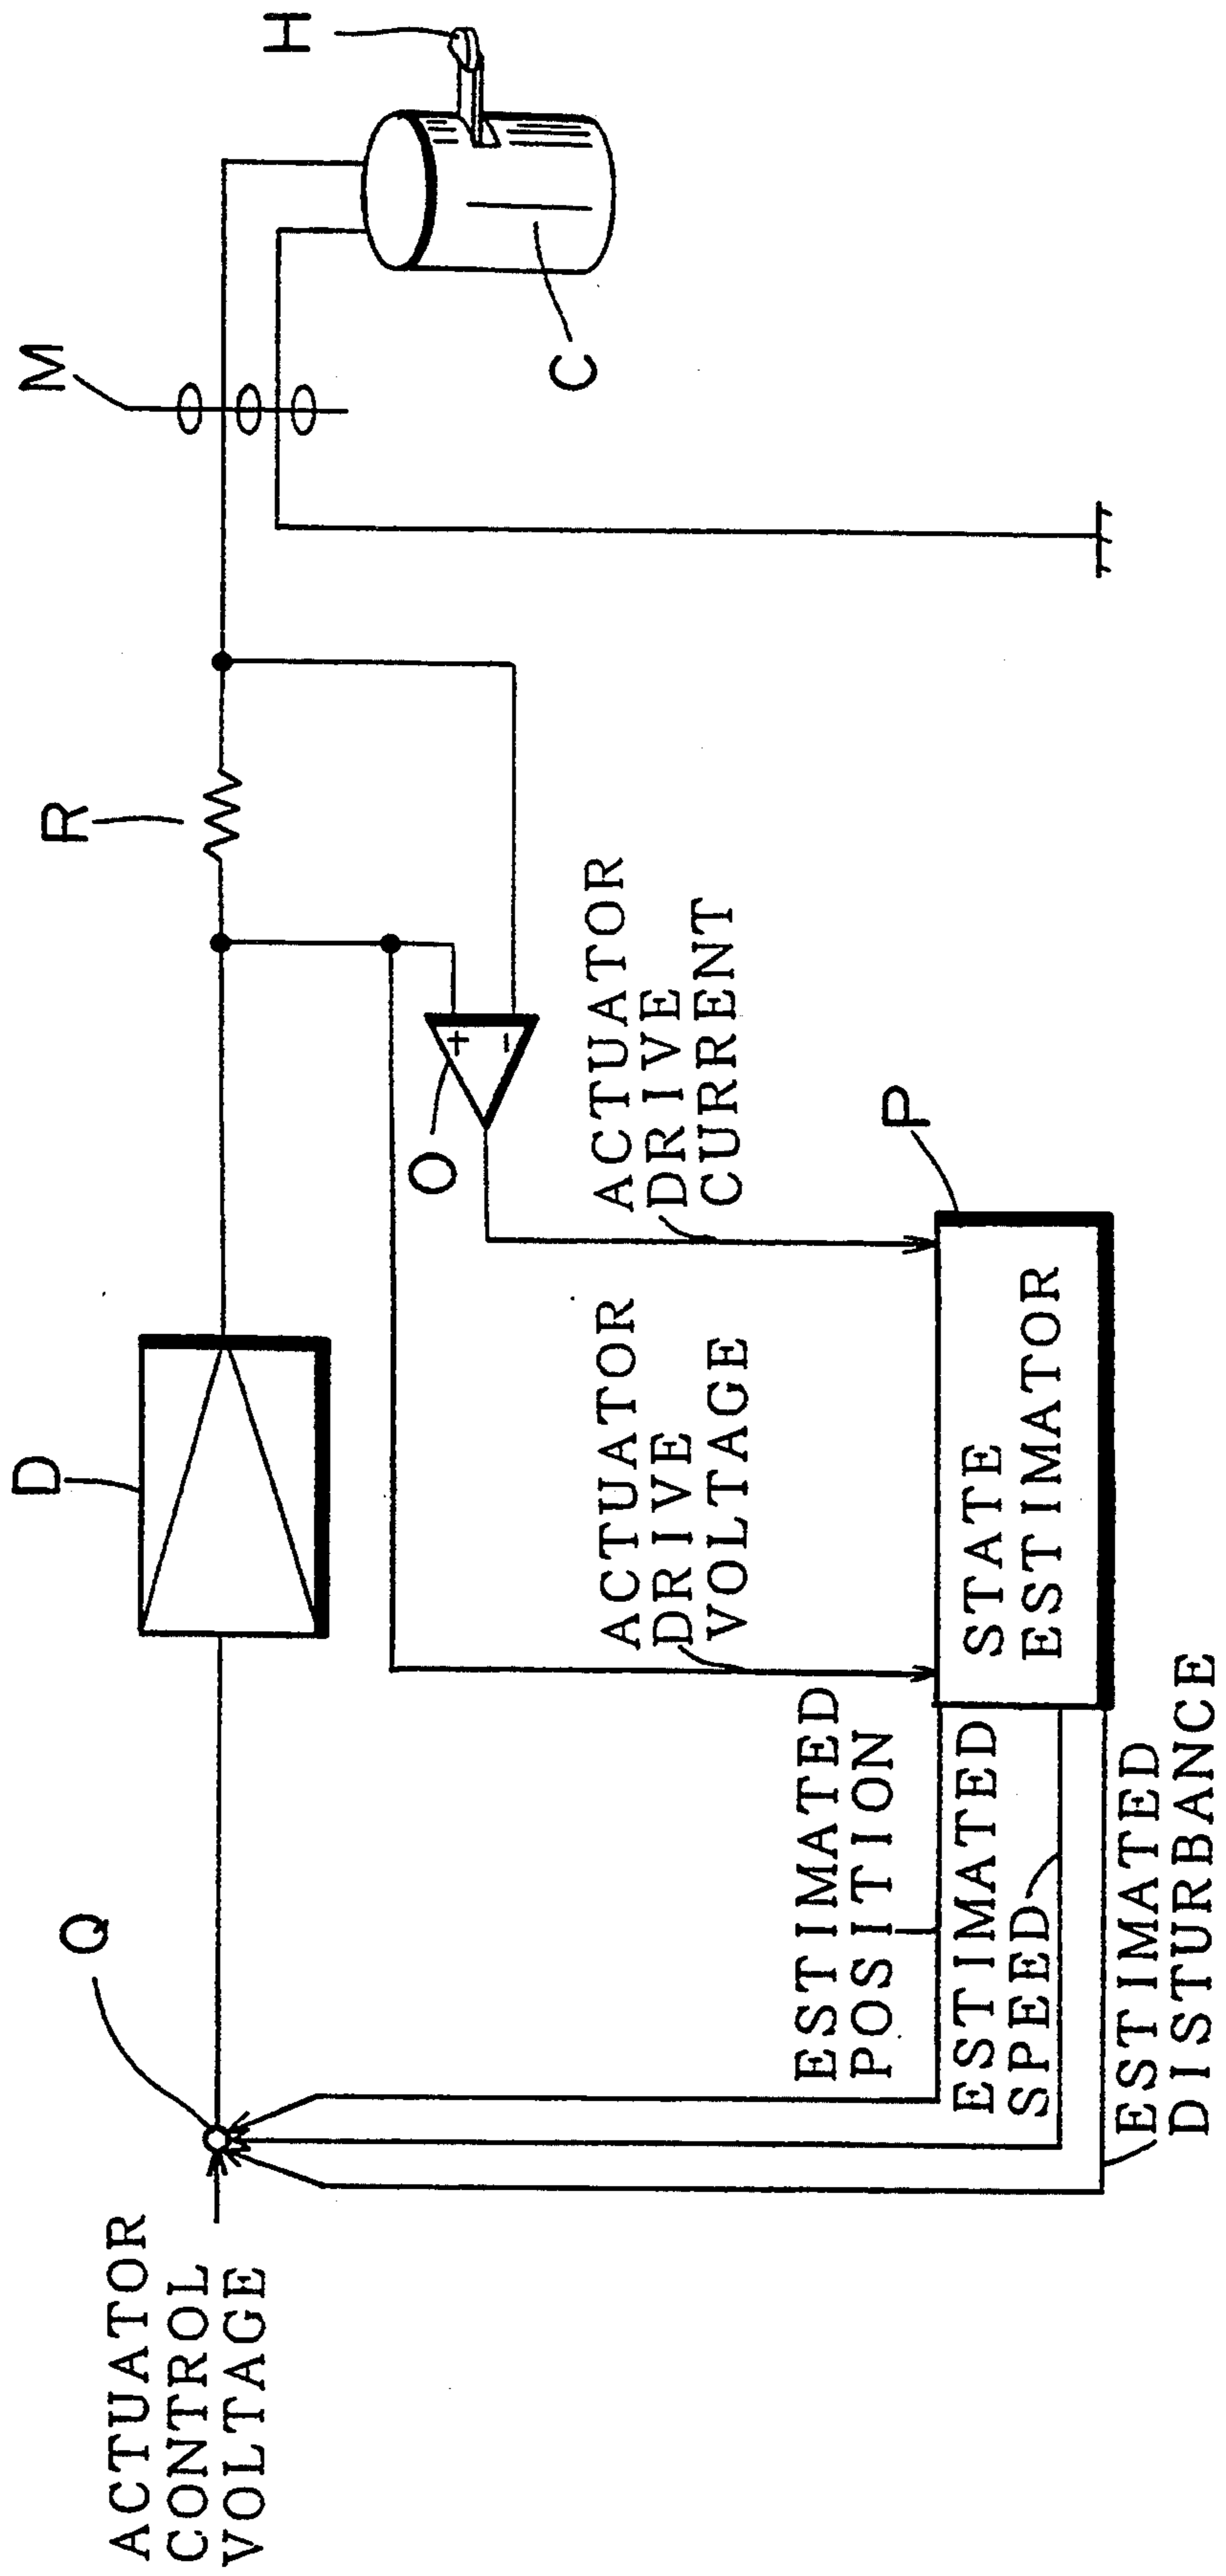 ACTUATOR
CONTROL
VOLTAGE
Q
D
R
M
H
C
O
ACTUATOR
DRIVE
VOLTAGE
ACTUATOR
DRIVE
CURRENT
P
STATE
ESTIMATOR
ESTIMATED
POSITION
ESTIMATED
SPEED
ESTIMATED
DISTURBANCE
+
−